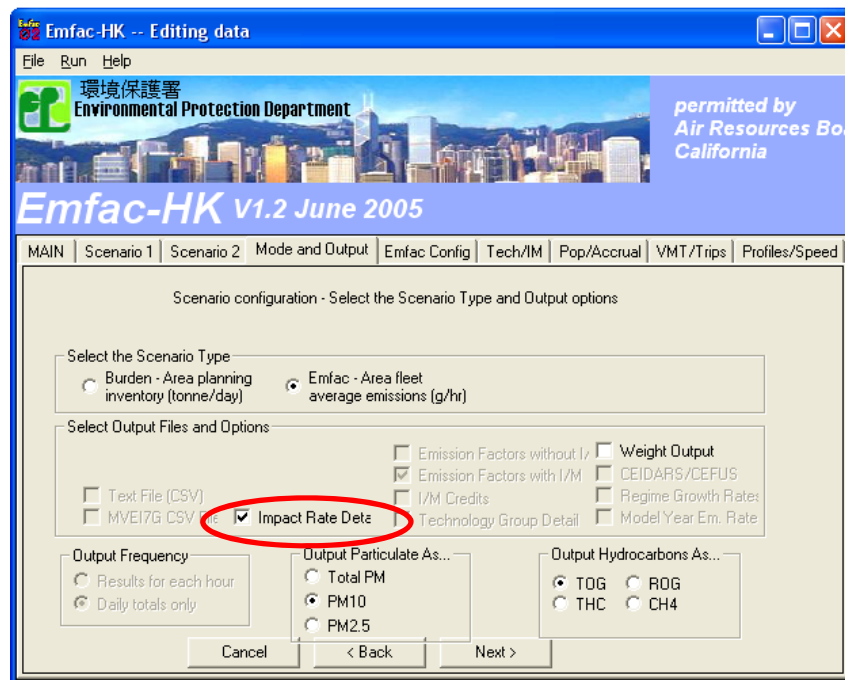 Emfac-HK -- Editing data
File Run Help
環境保護署
Environmental Protection Department
permitted by
Air Resources Boa
California
Emfac-HK V1.2 June 2005
MAIN Scenario 1 Scenario 2 Mode and Output Emfac Config Tech/IM Pop/Accrual VMT/Trips Profiles/Speed
Scenario configuration - Select the Scenario Type and Output options
Select the Scenario Type
Burden - Area planning
inventory (tonne/day)
Emfac - Area fleet
average emissions (g/hr)
Select Output Files and Options
Emission Factors without I/ Weight Output
Emission Factors with I/M CEIDARS/CEFUS
Text File (CSV) I/M Credits Regime Growth Rates
MVEI7G CSV File Impact Rate Deta Technology Group Detail Model Year Em. Rate
Output Frequency
Results for each hour
Daily totals only
Output Particulate As...
Total PM
PM10
PM2.5
Output Hydrocarbons As...
TOG ROG
THC CH4
Cancel < Back Next >